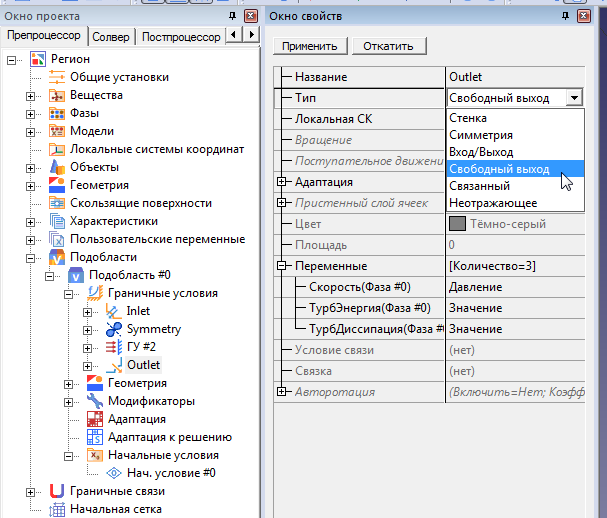 Окно проекта
Препроцессор Солвер Постпроцессор
Регион
Общие установки
Вещества
Фазы
Модели
Локальные системы координат
Объекты
Геометрия
Скользящие поверхности
Характеристики
Пользовательские переменные
Подобласти
Подобласть #0
Граничные условия
Inlet
Symmetry
ГУ #2
Outlet
Геометрия
Модификаторы
Адаптация
Адаптация к решению
Начальные условия
Нач. условие #0
Граничные связи
Начальная сетка
Окно свойств
Применить Откатить
Название Outlet
Тип Свободный выход
Локальная СК
Вращение
Поступательное движени
Адаптация
Пристенный слой ячеек
Стенка
Симметрия
Вход/Выход
Свободный выход
Связанный
Неотражающее
Цвет Тёмно-серый
Площадь 0
Переменные [Количество=3]
Скорость(Фаза #0) Давление
ТурбЭнергия(Фаза #0) Значение
ТурбДиссипация(Фаза #0 Значение
Условие связи (нет)
Связка (нет)
Авторотация (Включить=Нет; Коэфф